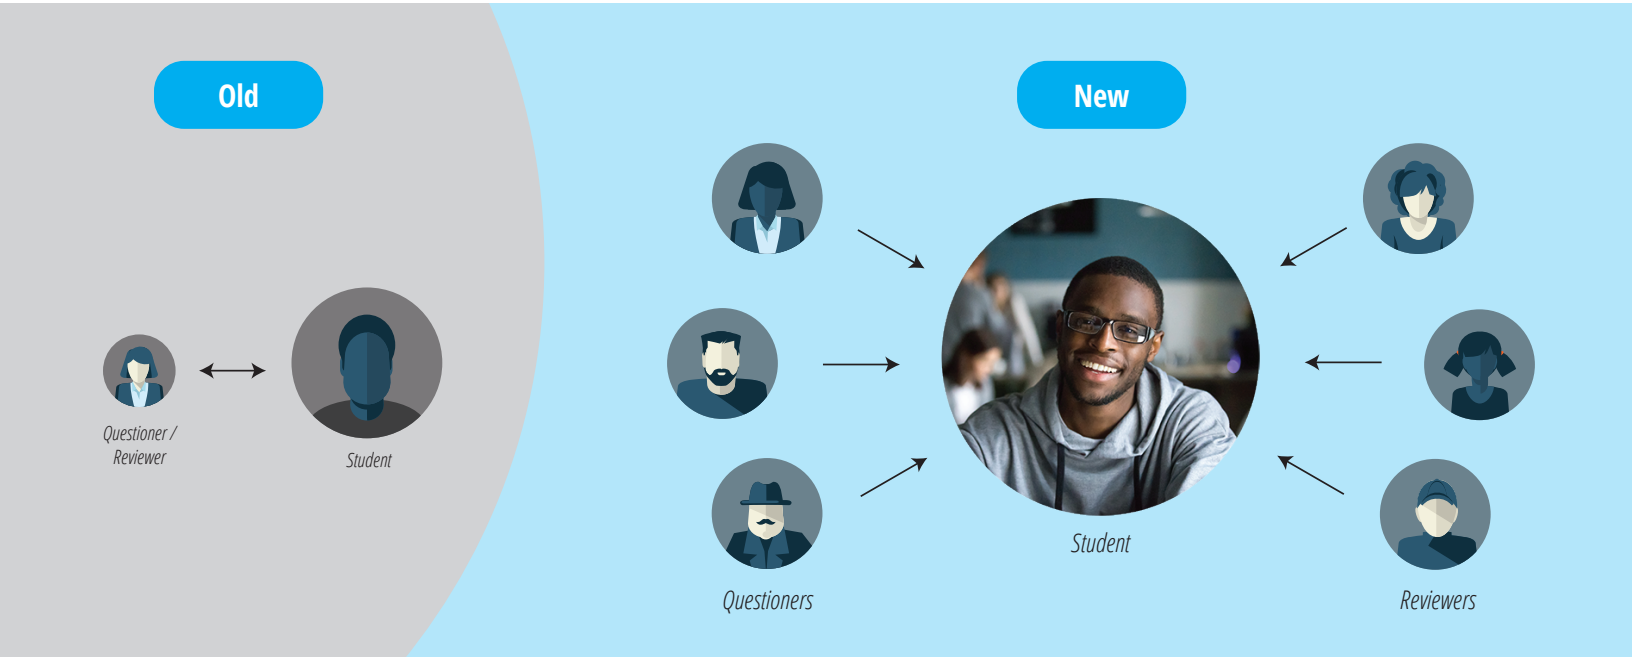 Old
New
Questioner /
Reviewer
Student
Student
Questioners
Reviewers